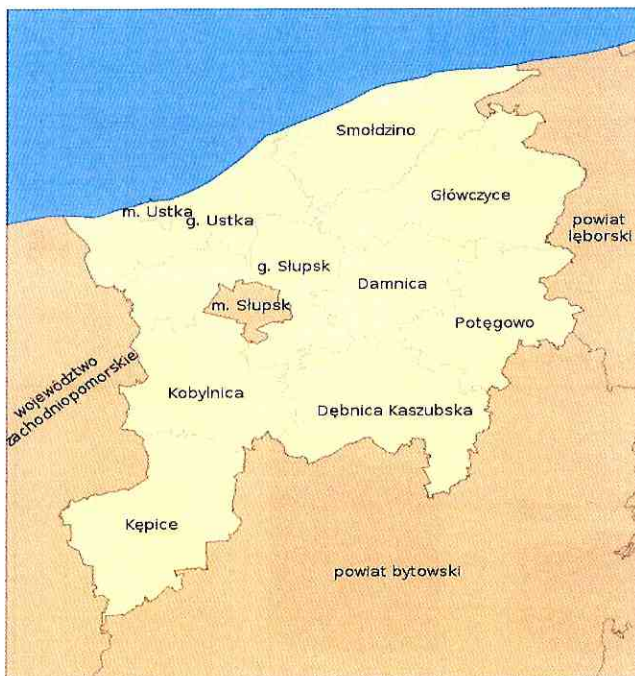 Smołdzino
Główczyce
m. Ustka
g. Ustka
powiat
lęborski
g. Słupsk
Damnica
m. Słupsk
Potęgowo
województwo
zachodniopomorskie
Kobylnica
Dębnica Kaszubska
Kępice
powiat bytowski